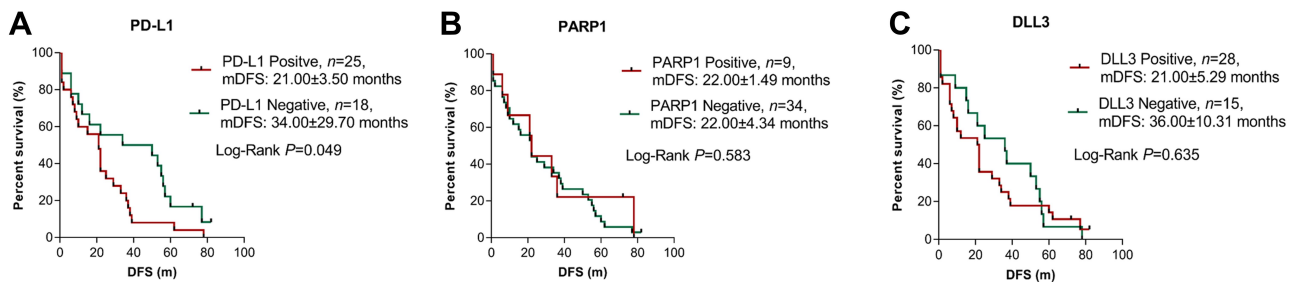 A
PD-L1
Percent survival (%)
100
80
60
40
20
0
0 20 40 60 80 100
DFS (m)
PD-L1 Positive, n=25,
mDFS: 21.00±3.50 months
PD-L1 Negative, n=18,
mDFS: 34.00±29.70 months
Log-Rank P=0.049
B
PARP1
Percent survival (%)
100
80
60
40
20
0
0 20 40 60 80 100
DFS (m)
PARP1 Positive, n=9,
mDFS: 22.00±1.49 months
PARP1 Negative, n=34,
mDFS: 22.00±4.34 months
Log-Rank P=0.583
C
DLL3
Percent survival (%)
100
80
60
40
20
0
0 20 40 60 80 100
DFS (m)
DLL3 Positive, n=28,
mDFS: 21.00±5.29 months
DLL3 Negative, n=15,
mDFS: 36.00±10.31 months
Log-Rank P=0.635